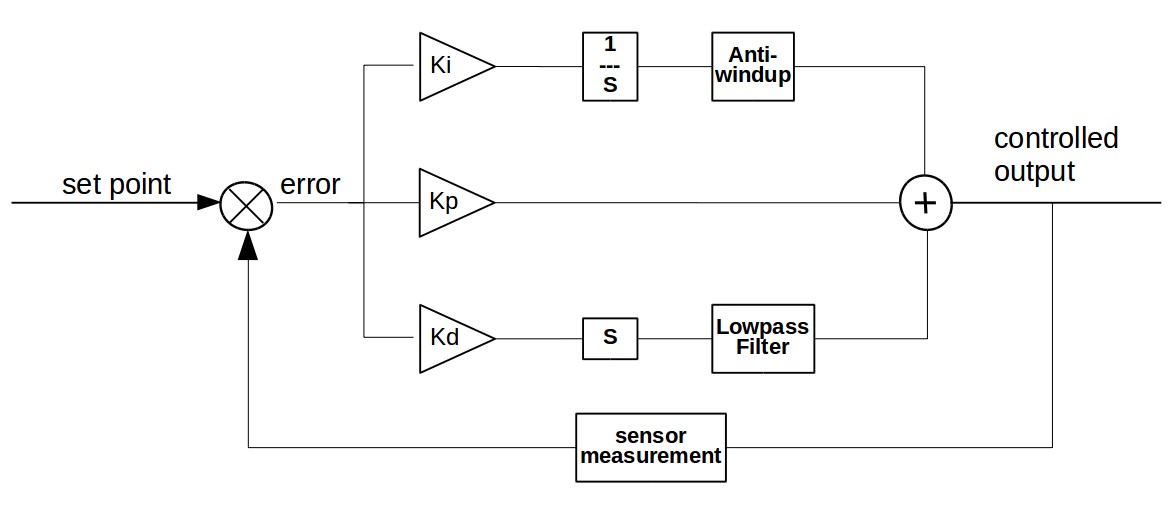 Ki
1
---
S
Anti-
windup
controlled
output
set point
error
Kp
+
Kd
S
Lowpass
Filter
sensor
measurement